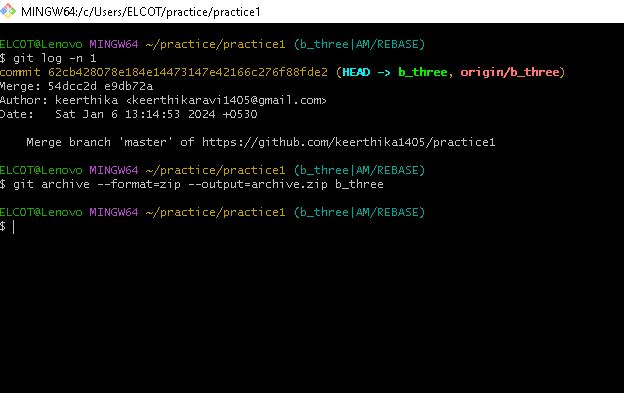 MINGW64:/c/Users/ELCOT/practice/practice1
ELCOT@Lenovo MINGW64 ~/practice/practice1 (b_three|AM/REBASE)
$ git log -n 1
commit 62cb428078e184e14473147e42166c276f88fde2 (HEAD -> b_three, origin/b_three)
Merge: 54dcc2d e9db72a
Author: keerthika <keerthikaravi1405@gmail.com>
Date:   Sat Jan 6 13:14:53 2024 +0530
    Merge branch 'master' of https://github.com/keerthika1405/practice1
ELCOT@Lenovo MINGW64 ~/practice/practice1 (b_three|AM/REBASE)
$ git archive --format=zip --output=archive.zip b_three
ELCOT@Lenovo MINGW64 ~/practice/practice1 (b_three|AM/REBASE)
$